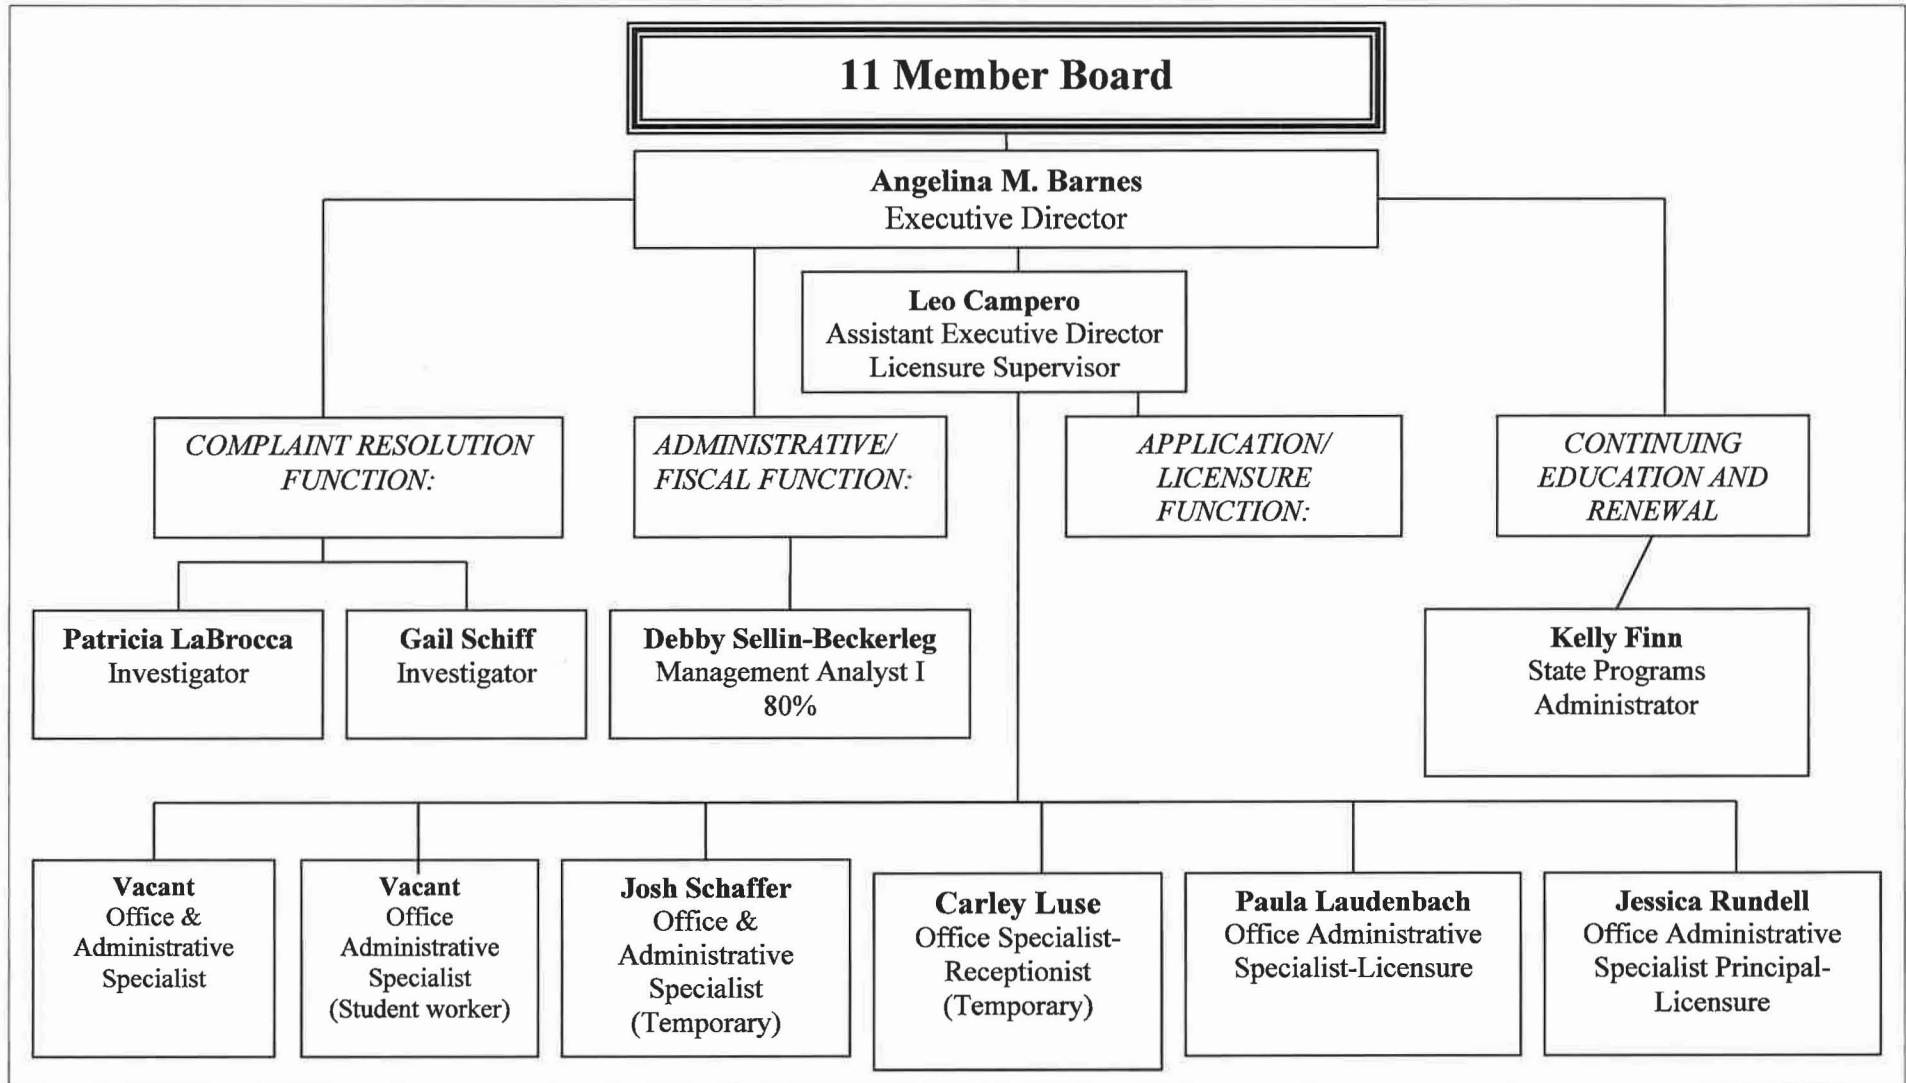 11 Member Board
Angelina M. Barnes
Executive Director
Leo Campero
Assistant Executive Director
Licensure Supervisor
COMPLAINT RESOLUTION
FUNCTION:
ADMINISTRATIVE/
FISCAL FUNCTION:
APPLICATION/
LICENSURE
FUNCTION:
CONTINUING
EDUCATION AND
RENEWAL
Patricia LaBrocca
Investigator
Gail Schiff
Investigator
Debby Sellin-Beckerleg
Management Analyst I
80%
Kelly Finn
State Programs
Administrator
Vacant
Office &
Administrative
Specialist
Vacant
Office
Administrative
Specialist
(Student worker)
Josh Schaffer
Office &
Administrative
Specialist
(Temporary)
Carley Luse
Office Specialist-
Receptionist
(Temporary)
Paula Laudenbach
Office Administrative
Specialist-Licensure
Jessica Rundell
Office Administrative
Specialist Principal-
Licensure